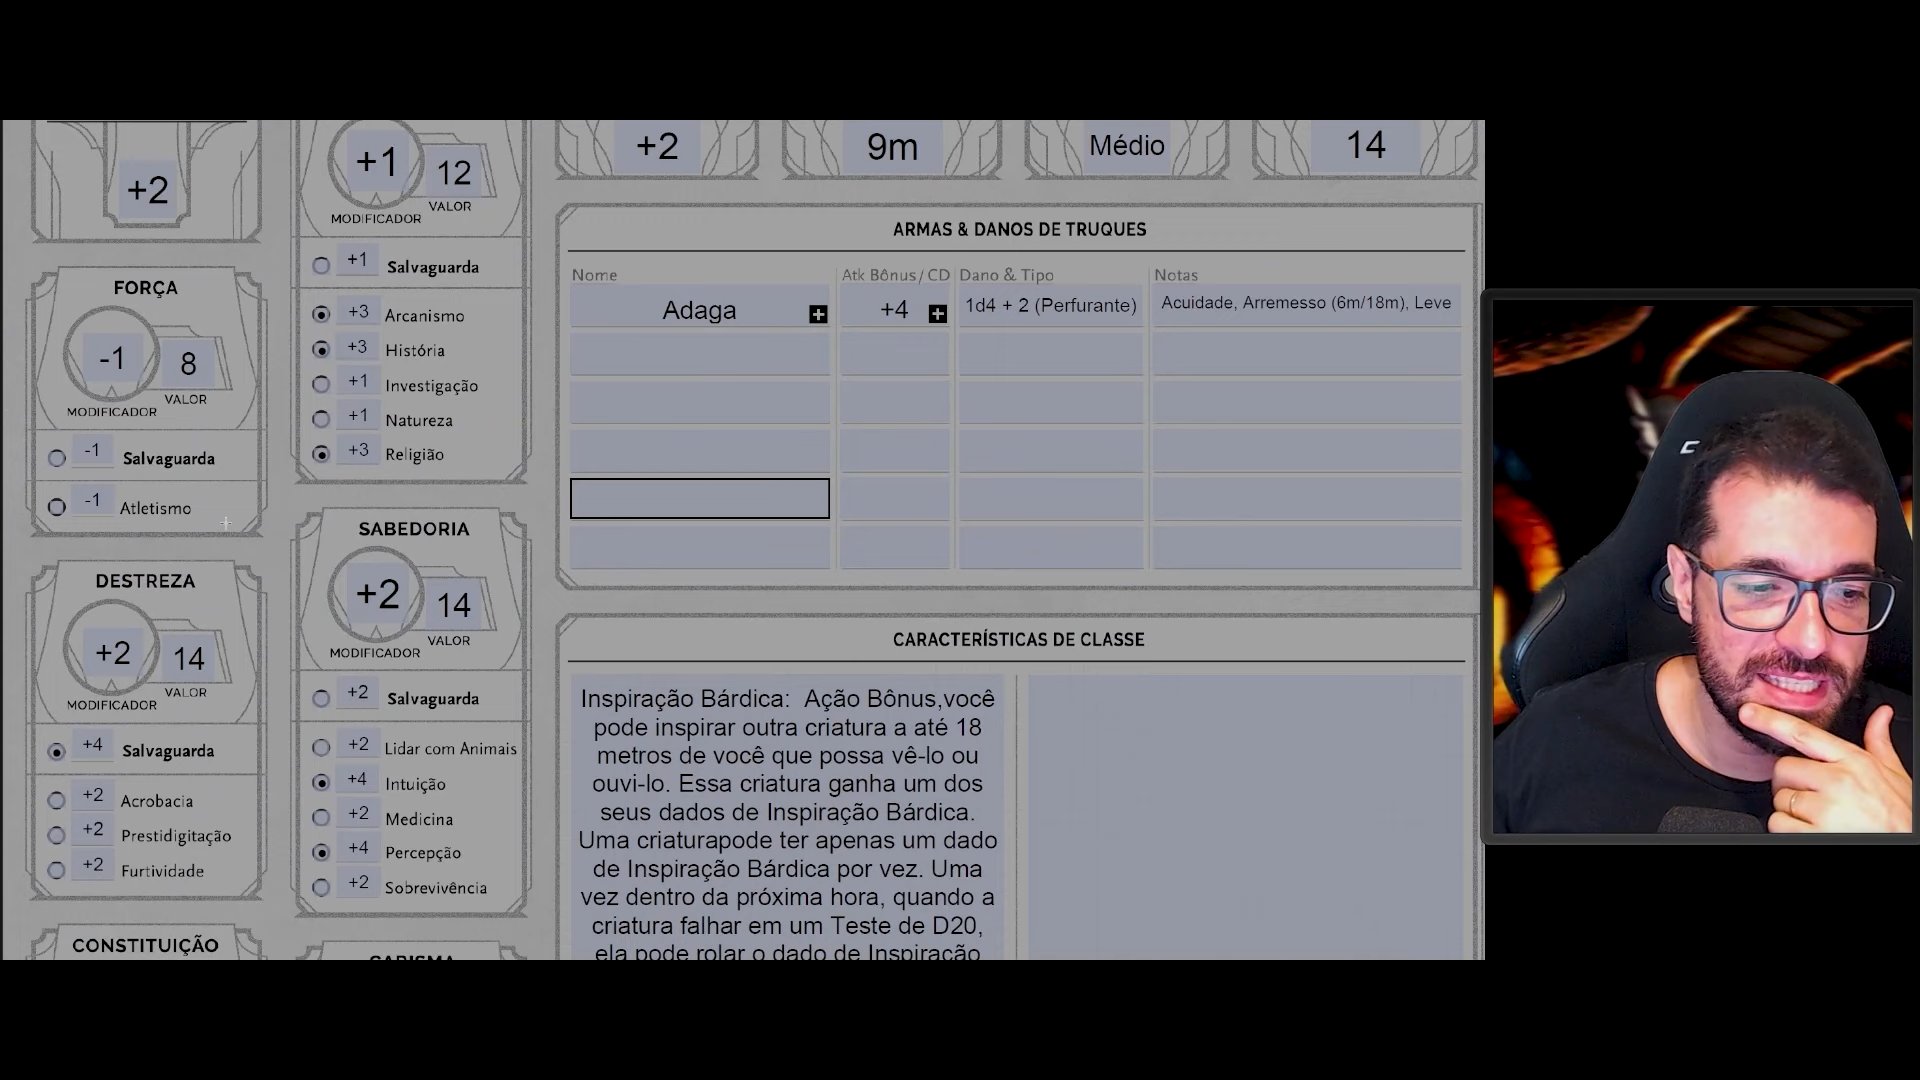 +2
FORÇA
-1
8
MODIFICADOR
VALOR
-1 Salvaguarda
-1 Atletismo
DESTREZA
+2
14
MODIFICADOR
VALOR
+4 Salvaguarda
+2 Acrobacia
+2 Prestidigitação
+2 Furtividade
CONSTITUIÇÃO
+1
12
MODIFICADOR
VALOR
+1 Salvaguarda
+3 Arcanismo
+3 História
+1 Investigação
+1 Natureza
+3 Religião
SABEDORIA
+2
14
MODIFICADOR
VALOR
+2 Salvaguarda
+2 Lidar com Animais
+4 Intuição
+2 Medicina
+4 Percepção
+2 Sobrevivência
CARISMA
+2
9m
Médio
14
ARMAS & DANOS DE TRUQUES
Nome Atk Bônus / CD Dano & Tipo Notas
Adaga +4 1d4 + 2 (Perfurante) Acuidade, Arremesso (6m/18m), Leve
CARACTERÍSTICAS DE CLASSE
Inspiração Bárdica: Ação Bônus,você
pode inspirar outra criatura a até 18
metros de você que possa vê-lo ou
ouvi-lo. Essa criatura ganha um dos
seus dados de Inspiração Bárdica.
Uma criaturapode ter apenas um dado
de Inspiração Bárdica por vez. Uma
vez dentro da próxima hora, quando a
criatura falhar em um Teste de D20,
ela pode rolar o dado de Inspiração